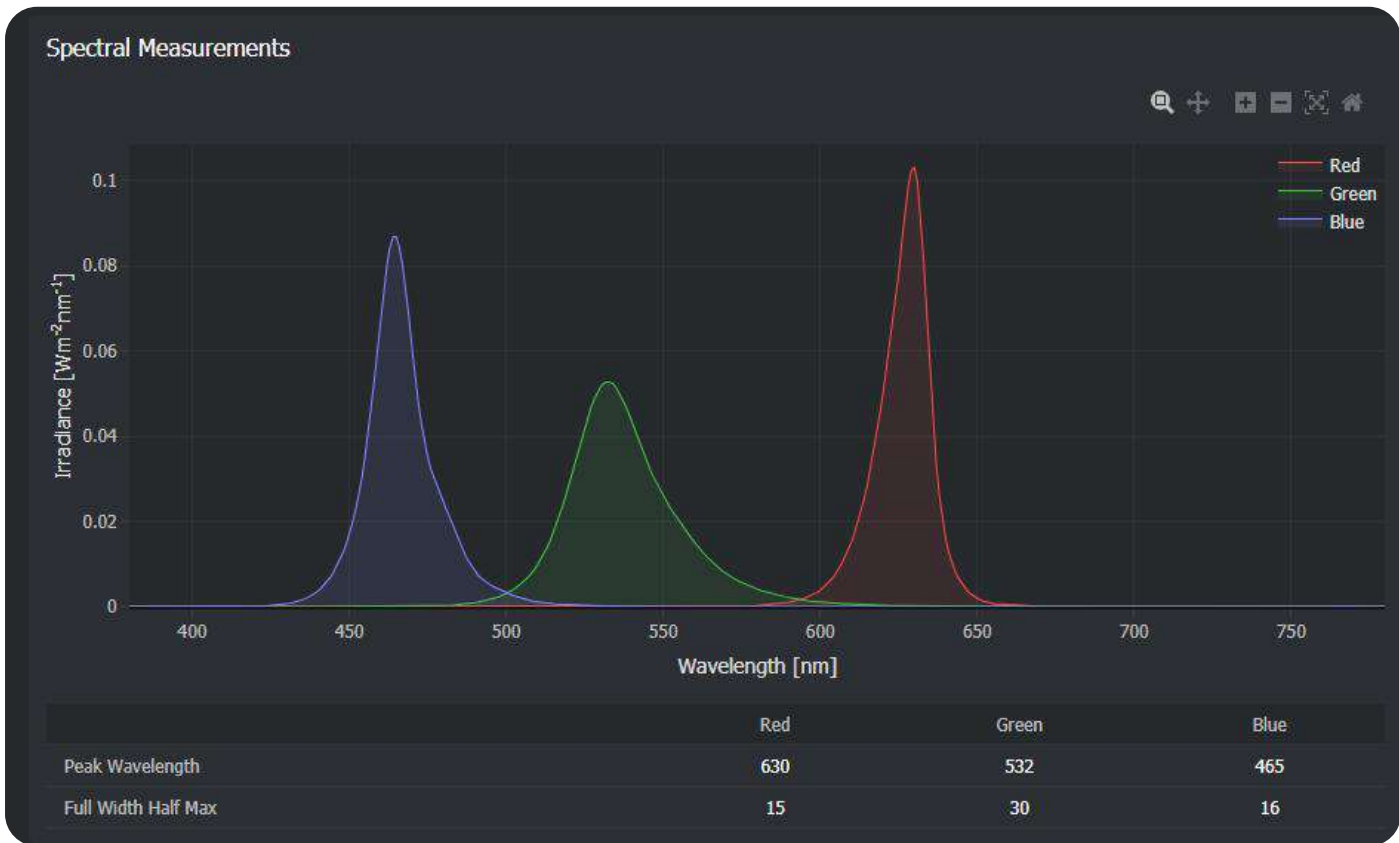 Spectral Measurements
Red
Green
Blue
Irradiance [Wm⁻²nm⁻¹]
0.1
0.08
0.06
0.04
0.02
0
400 450 500 550 600 650 700 750
Wavelength [nm]
Red Green Blue
Peak Wavelength 630 532 465
Full Width Half Max 15 30 16